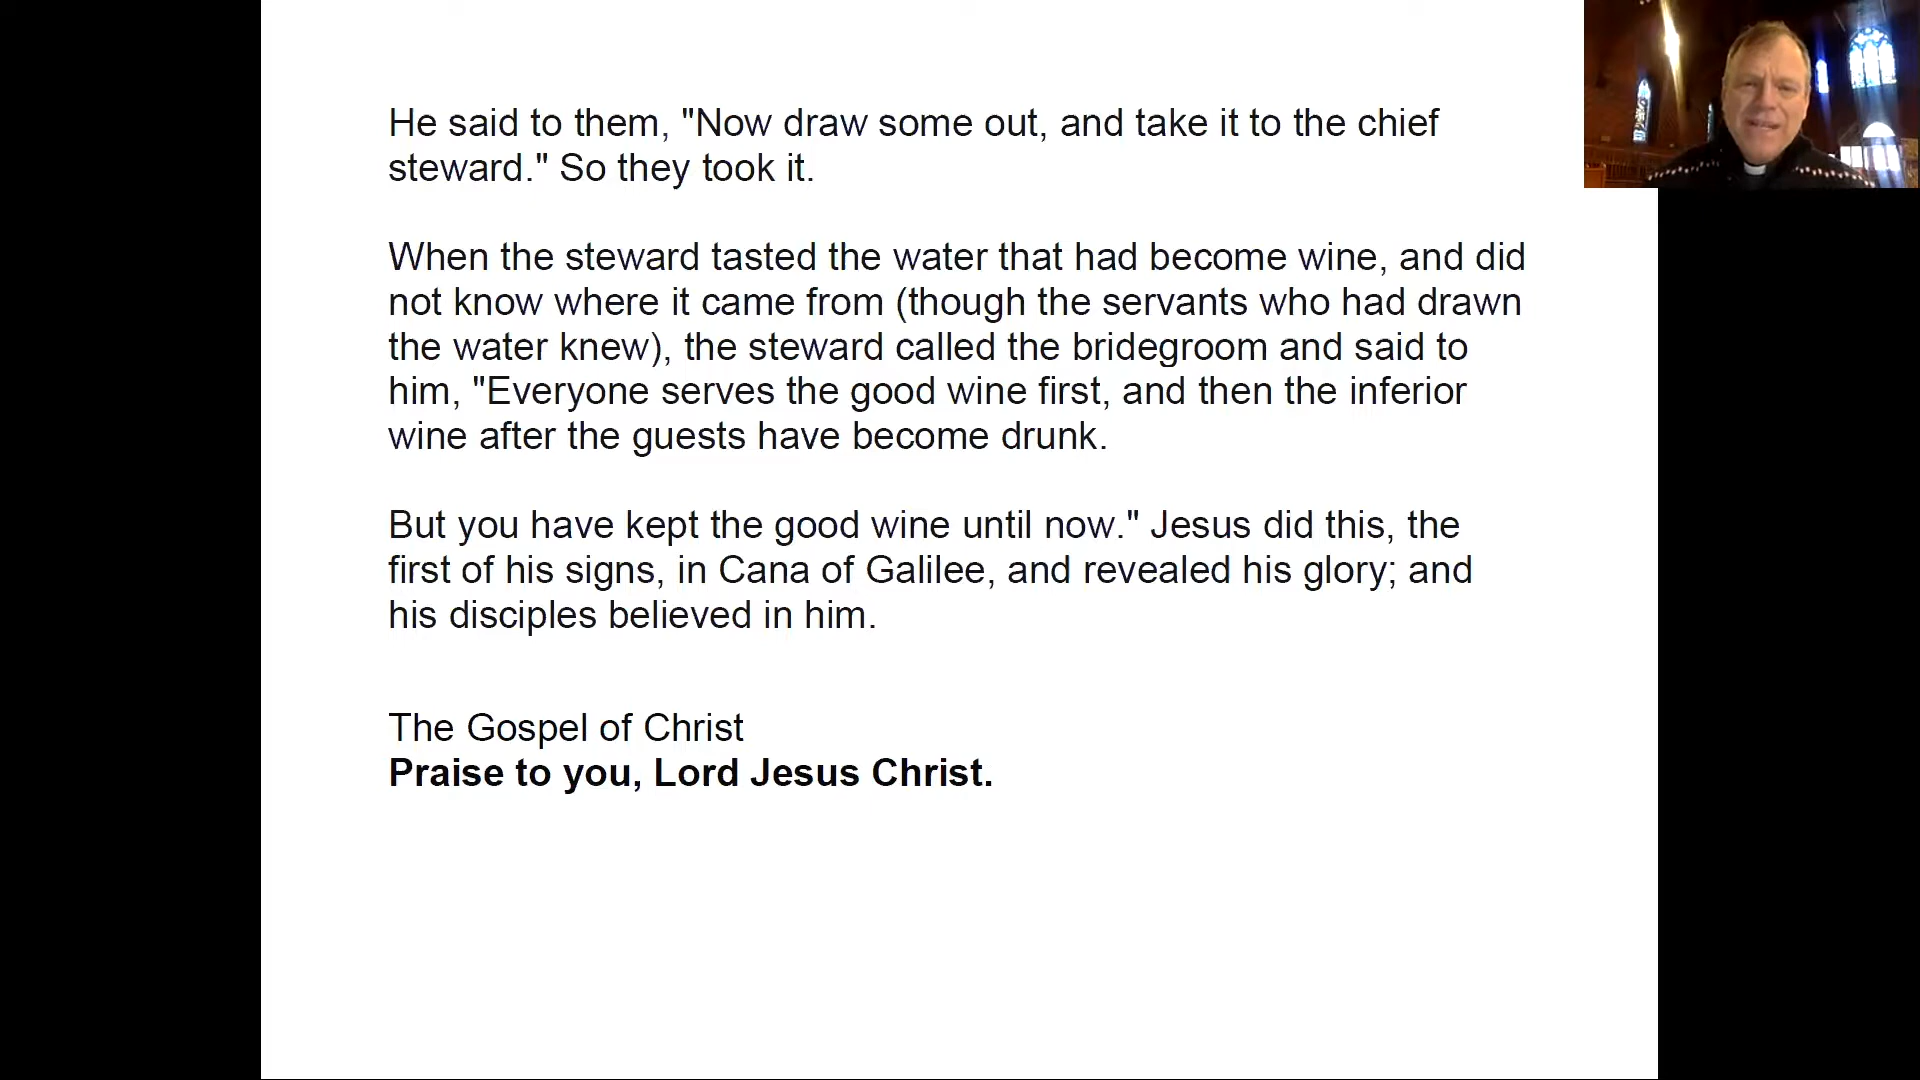 He said to them, "Now draw some out, and take it to the chief
steward." So they took it.
When the steward tasted the water that had become wine, and did
not know where it came from (though the servants who had drawn
the water knew), the steward called the bridegroom and said to
him, "Everyone serves the good wine first, and then the inferior
wine after the guests have become drunk.
But you have kept the good wine until now." Jesus did this, the
first of his signs, in Cana of Galilee, and revealed his glory; and
his disciples believed in him.
The Gospel of Christ
Praise to you, Lord Jesus Christ.